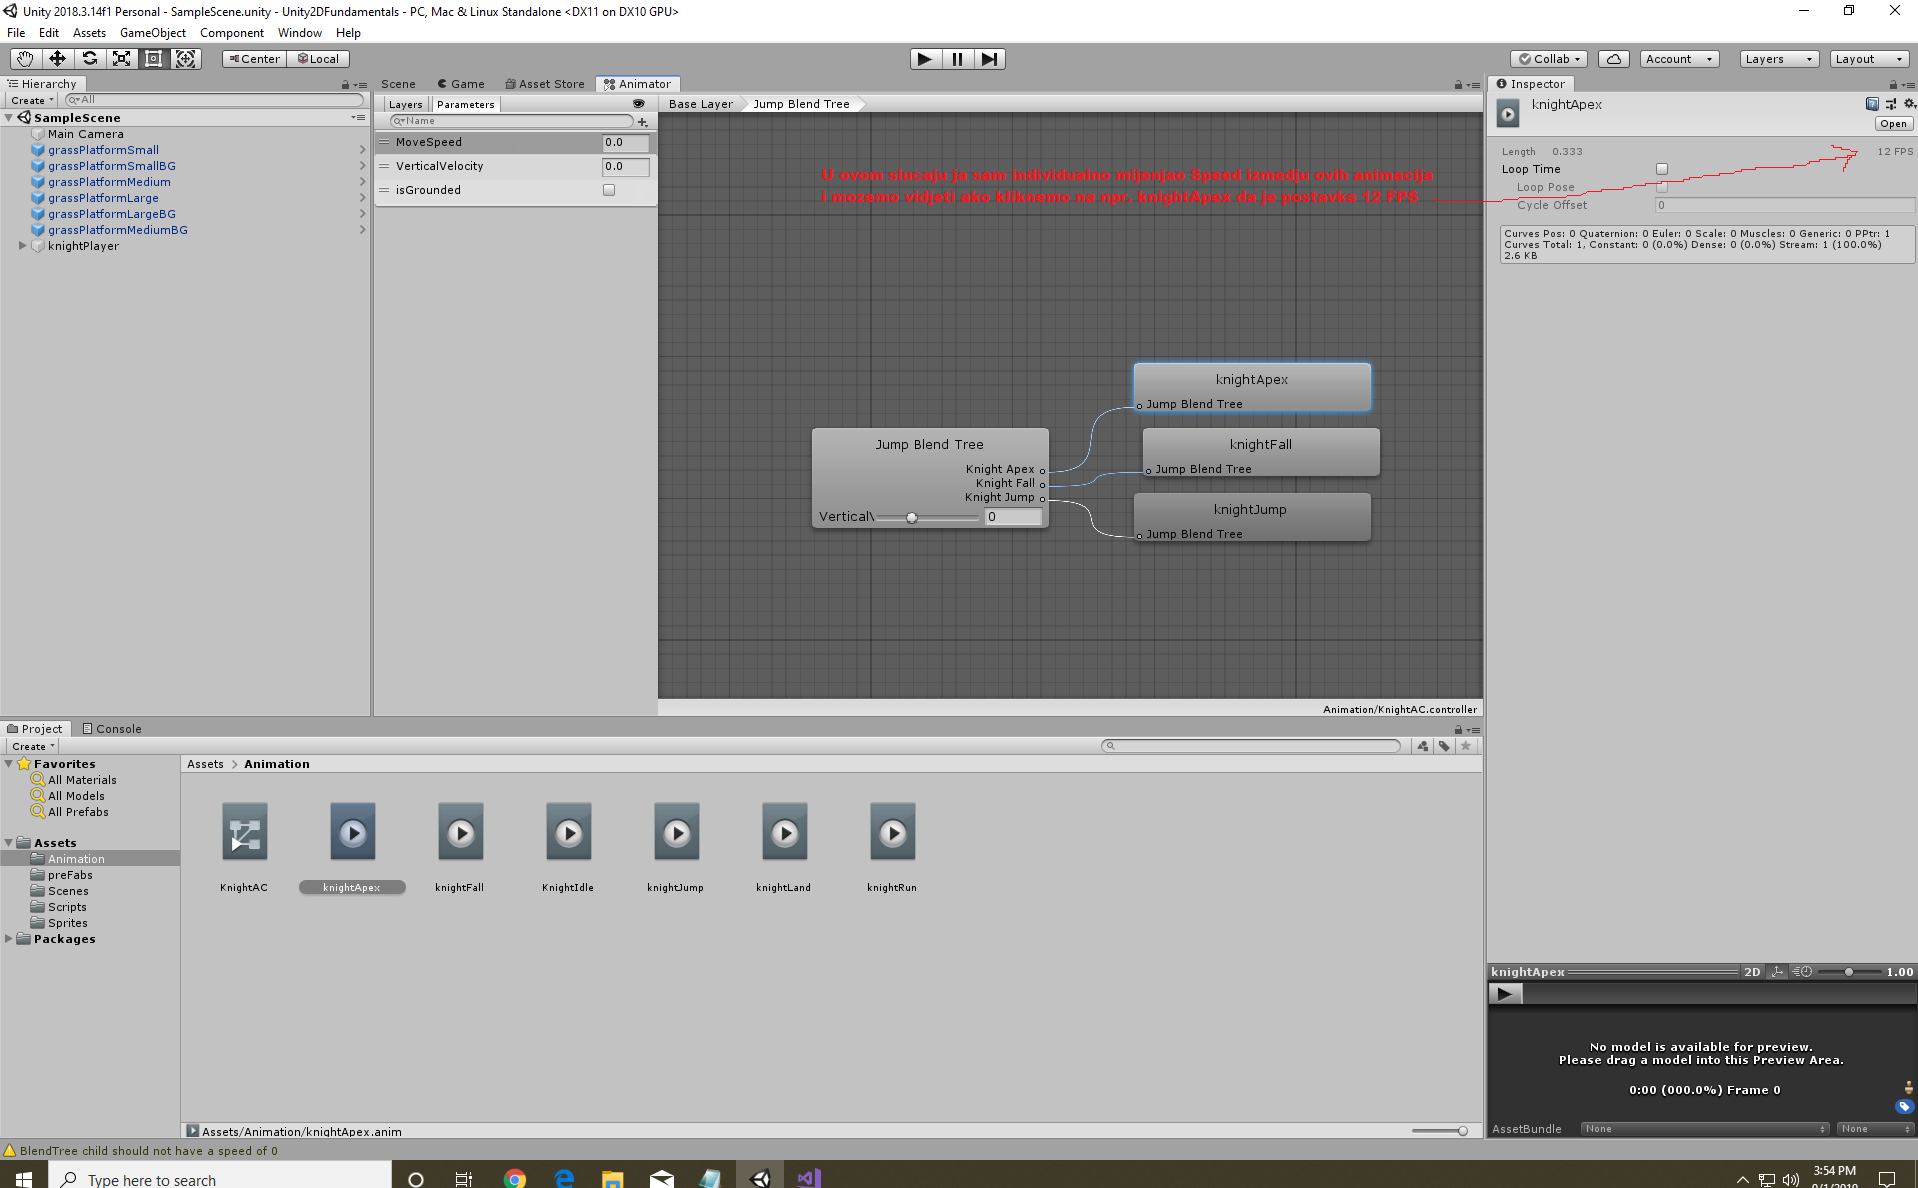 Unity 2018.3.14f1 Personal - SampleScene.unity - Unity2DFundamentals - PC, Mac & Linux Standalone <DX11 on DX10 GPU>
File Edit Assets GameObject Component Window Help
Center Local
Collab Account Layers Layout
Hierarchy
Create All
SampleScene
Main Camera
grassPlatformSmall
grassPlatformSmallBG
grassPlatformMedium
grassPlatformLarge
grassPlatformLargeBG
grassPlatformMediumBG
knightPlayer
Scene Game Asset Store Animator
Layers Parameters
Name
MoveSpeed 0.0
VerticalVelocity 0.0
isGrounded
Base Layer Jump Blend Tree
U ovom slucaju ja sam individualno mijenjao Speed izmedju ovih animacija
I mozemo vidjeti ako kliknemo na npr. knightApex da je postavke 12 FPS
knightApex
Jump Blend Tree
knightFall
Jump Blend Tree
knightJump
Jump Blend Tree
Jump Blend Tree
Knight Apex
Knight Fall
Knight Jump
Vertical\ 0
Animation/KnightAC.controller
Inspector
knightApex
Open
Length 0.333 12 FPS
Loop Time
Loop Pose
Cycle Offset 0
Curves Pos: 0 Quaternion: 0 Euler: 0 Scale: 0 Muscles: 0 Generic: 0 PPtr: 1
Curves Total: 1, Constant: 0 (0.0%) Dense: 0 (0.0%) Stream: 1 (100.0%)
2.6 KB
Project Console
Create
Favorites
All Materials
All Models
All Prefabs
Assets
Animation
preFabs
Scenes
Scripts
Sprites
Packages
Assets > Animation
KnightAC knightApex knightFall KnightIdle knightJump knightLand knightRun
Assets/Animation/knightApex.anim
knightApex 2D 1.00
No model is available for preview.
Please drag a model into this Preview Area.
0:00 (000.0%) Frame 0
AssetBundle None None
BlendTree child should not have a speed of 0
Type here to search
3:54 PM